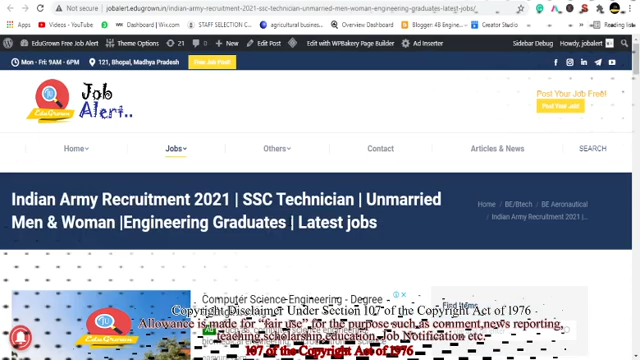 Not secure | jobalert.edugrown.in/indian-army-recruitment-2021-ssc-technician-unmarried-men-woman-engineering-graduates-latest-jobs/
Apps
Dashboard
Dashboard | Wix.com
STAFF SELECTION C...
agricultural busines...
Overview Dashboard
Blogger: 4B Engine...
Creator Studio
Reading list
EduGrown Free Job Alert
Theme Options
21
0
New
Edit Post
Edit with WPBakery Page Builder
Ad Inserter
Sidebar Debug
Howdy, jobalert
Mon - Fri: 9AM - 6PM
121, Bhopal, Madhya Pradesh
Free Job Post!
Job
Alert..
EduGrown
Post Your Job Free!
Post Your Job!
Home
Jobs
Others
Contact
Articles & News
SEARCH
Indian Army Recruitment 2021 | SSC Technician | Unmarried
Men & Woman |Engineering Graduates | Latest jobs
Home
BE/Btech
BE Aeronautical
Indian Army Recruitment 2021 |...
Computer Science Engineering - Degree
Find Items
Copyright Disclaimer Under Section 107 of the Copyright Act of 1976
Allowance is made for "fair use" for the purpose such as comment,news reporting,
teaching,scholarship,education, Job Notification etc.
107 of the Copyright Act of 1976